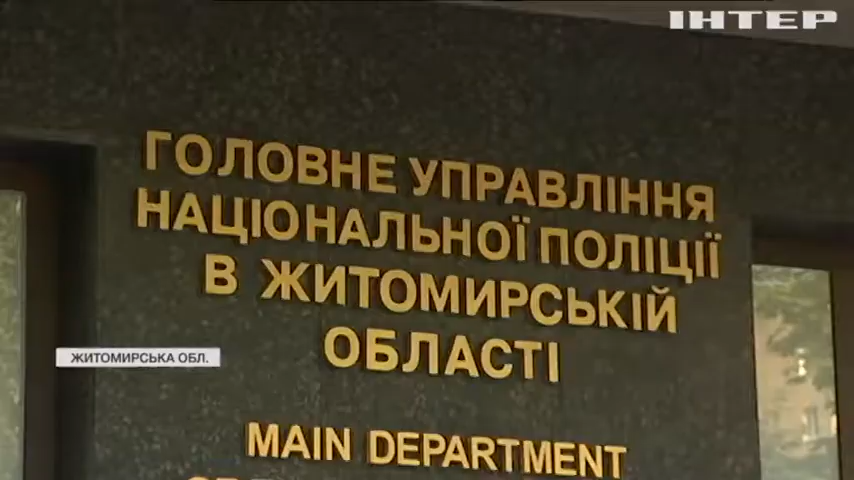 ІНТЕР
ГОЛОВНЕ УПРАВЛІННЯ
НАЦІОНАЛЬНОЇ ПОЛІЦІЇ
В ЖИТОМИРСЬКІЙ
ОБЛАСТІ
ЖИТОМИРСЬКА ОБЛ.
MAIN DEPARTMENT